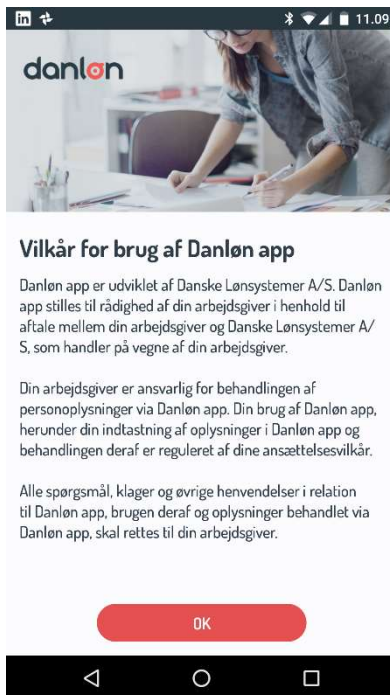 in
11.09
danløn
Vilkår for brug af Danløn app
Danløn app er udviklet af Danske Lønsystemer A/S. Danløn
app stilles til rådighed af din arbejdsgiver i henhold til
aftale mellem din arbejdsgiver og Danske Lønsystemer A/
S, som handler på vegne af din arbejdsgiver.
Din arbejdsgiver er ansvarlig for behandlingen af
personoplysninger via Danløn app. Din brug af Danløn app,
herunder din indtastning af oplysninger i Danløn app og
behandlingen deraf er reguleret af dine ansættelsesvilkår.
Alle spørgsmål, klager og øvrige henvendelser i relation
til Danløn app, brugen deraf og oplysninger behandlet via
Danløn app, skal rettes til din arbejdsgiver.
OK